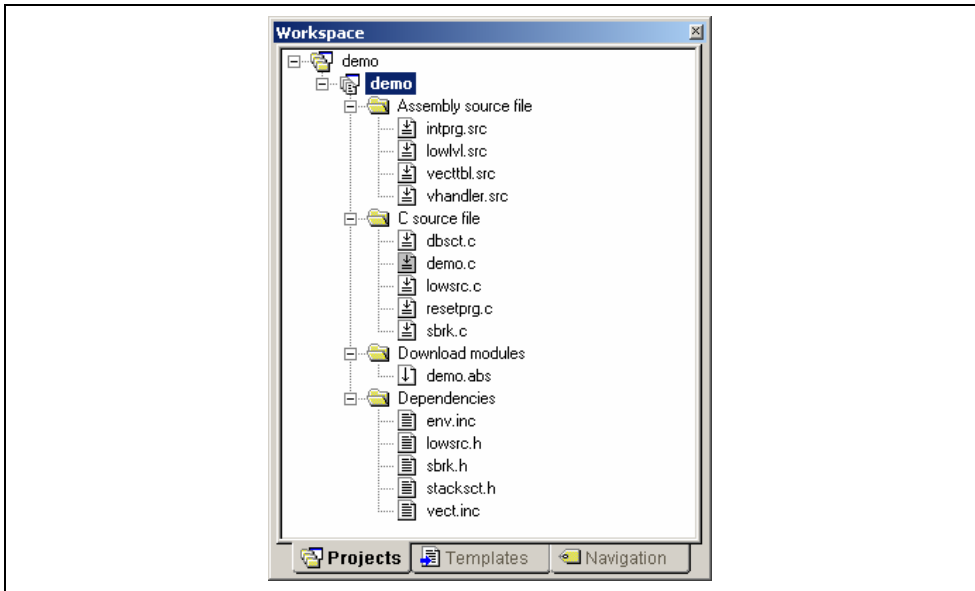 Workspace
demo
demo
Assembly source file
intprg.src
lowlvl.src
vecttbl.src
vhandler.src
C source file
dbsct.c
demo.c
lowsrc.c
resetprg.c
sbrk.c
Download modules
demo.abs
Dependencies
env.inc
lowsrc.h
sbrk.h
stacksct.h
vect.inc
Projects Templates Navigation